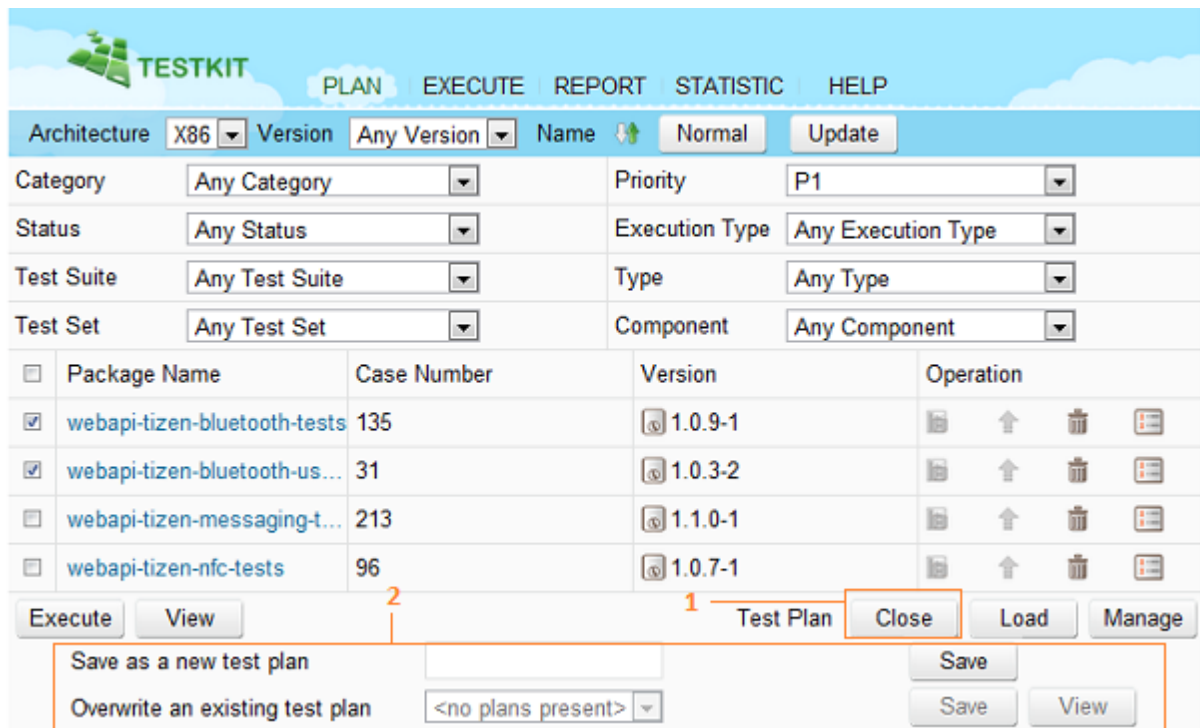 TESTKIT
PLAN EXECUTE REPORT STATISTIC HELP
Architecture X86 Version Any Version Name Normal Update
Category Any Category Priority P1
Status Any Status Execution Type Any Execution Type
Test Suite Any Test Suite Type Any Type
Test Set Any Test Set Component Any Component
Package Name Case Number Version Operation
webapi-tizen-bluetooth-tests 135 1.0.9-1
webapi-tizen-bluetooth-us... 31 1.0.3-2
webapi-tizen-messaging-t... 213 1.1.0-1
webapi-tizen-nfc-tests 96 1.0.7-1
2 1
Execute View Test Plan Close Load Manage
Save as a new test plan Save
Overwrite an existing test plan <no plans present> Save View